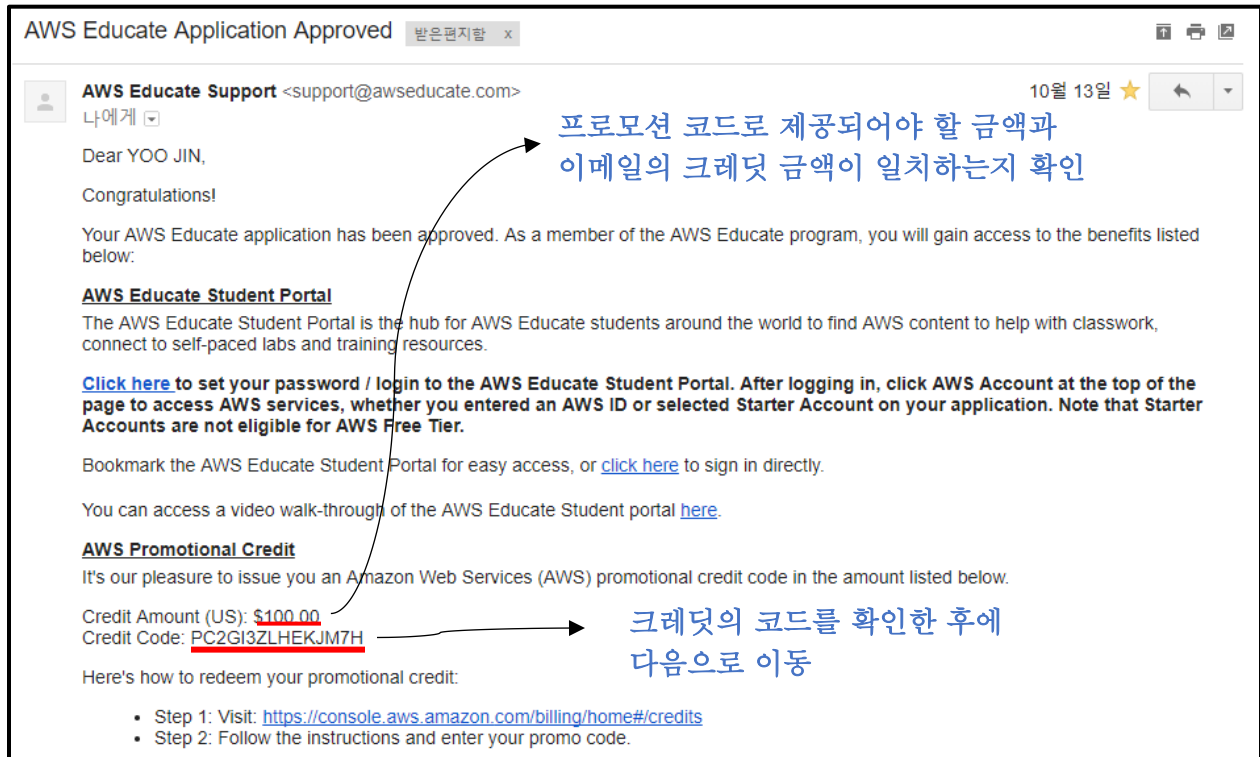 AWS Educate Application Approved 받은편지함 x
AWS Educate Support <support@awseducate.com> 10월 13일
나에게
프로모션 코드로 제공되어야 할 금액과
이메일의 크레딧 금액이 일치하는지 확인
Dear YOO JIN,
Congratulations!
Your AWS Educate application has been approved. As a member of the AWS Educate program, you will gain access to the benefits listed
below:
AWS Educate Student Portal
The AWS Educate Student Portal is the hub for AWS Educate students around the world to find AWS content to help with classwork,
connect to self-paced labs and training resources.
Click here to set your password / login to the AWS Educate Student Portal. After logging in, click AWS Account at the top of the
page to access AWS services, whether you entered an AWS ID or selected Starter Account on your application. Note that Starter
Accounts are not eligible for AWS Free Tier.
Bookmark the AWS Educate Student Portal for easy access, or click here to sign in directly.
You can access a video walk-through of the AWS Educate Student portal here.
AWS Promotional Credit
It's our pleasure to issue you an Amazon Web Services (AWS) promotional credit code in the amount listed below.
Credit Amount (US): $100.00
Credit Code: PC2GI3ZLHEKJM7H
크레딧의 코드를 확인한 후에
다음으로 이동
Here's how to redeem your promotional credit:
• Step 1: Visit: https://console.aws.amazon.com/billing/home#/credits
• Step 2: Follow the instructions and enter your promo code.